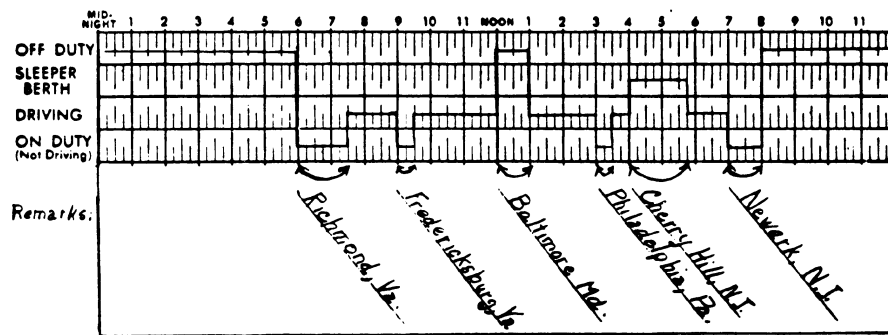 MID-
NIGHT 1 2 3 4 5 6 7 8 9 10 11 NOON 1 2 3 4 5 6 7 8 9 10 11
OFF DUTY
SLEEPER
BERTH
DRIVING
ON DUTY
(Not Driving)
Remarks:
Richmond, Va.
Fredericksburg, Va
Baltimore Md.
Philadelphia, Pa.
Cherry Hill, N.J.
Newark, N.J.